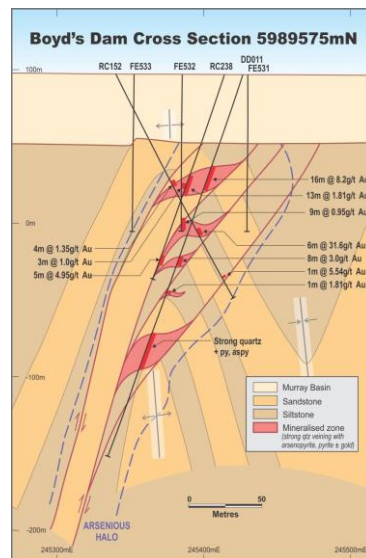 Boyd's Dam Cross Section 5989575mN
DD011
RC152 FE533 FE532 RC238 FE531
100m
16m @ 8.2g/t Au
13m @ 1.81g/t Au
9m @ 0.95g/t Au
0m
4m @ 1.35g/t Au
6m @ 31.6g/t Au
3m @ 1.0g/t Au
8m @ 3.0g/t Au
5m @ 4.95g/t Au
1m @ 5.54g/t Au
1m @ 1.81g/t Au
Strong quartz
+ py, aspy
-100m
Murray Basin
Sandstone
Siltstone
Mineralised zone
(strong qtz veining with
arsenopyrite, pyrite ± gold)
0 50
Metres
-200m
ARSENIOUS
HALO
245300mE 245400mE 245500mE